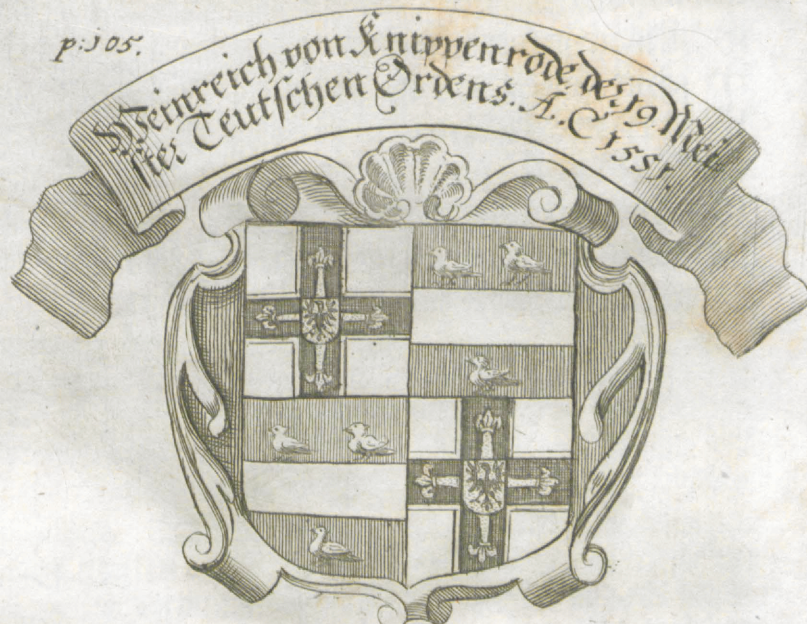 p:105.
Weinreich von Knippenrode, des 19. Mei
ster Teutschen Ordens. A. C 1551.